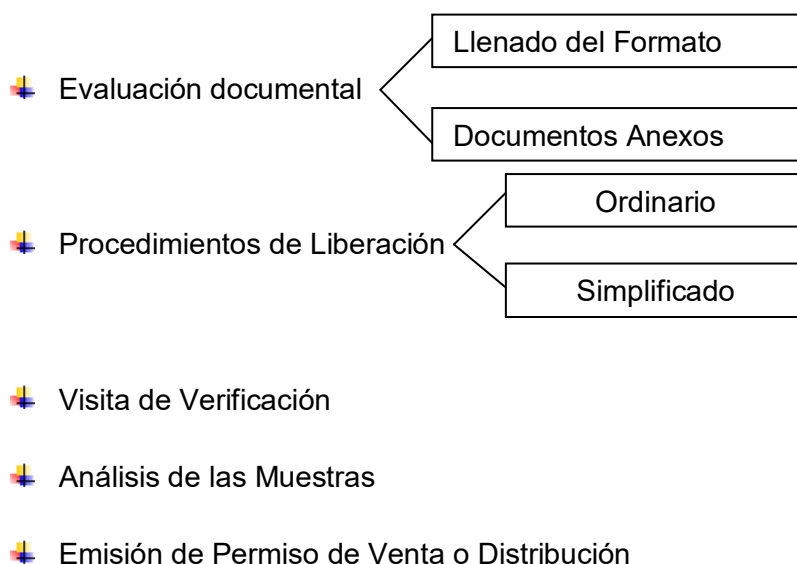 Llenado del Formato
Evaluación documental
Documentos Anexos
Ordinario
Procedimientos de Liberación
Simplificado
Visita de Verificación
Análisis de las Muestras
Emisión de Permiso de Venta o Distribución